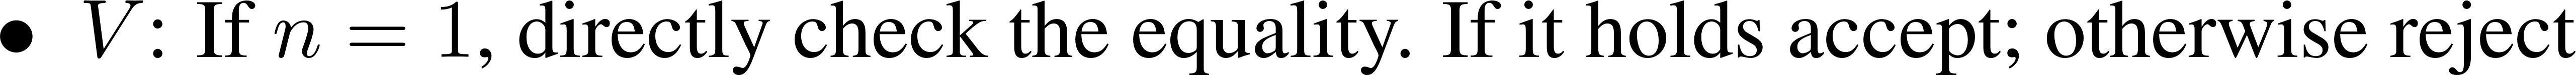 • V: If n = 1, directly check the equality. If it holds accept; otherwise reject